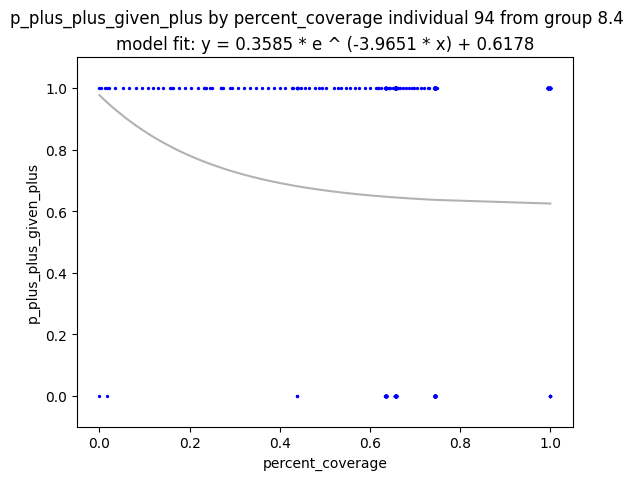 p_plus_plus_given_plus by percent_coverage individual 94 from group 8.4
model fit: y = 0.3585 * e ^ (-3.9651 * x) + 0.6178
p_plus_plus_given_plus
1.0
0.8
0.6
0.4
0.2
0.0
0.0 0.2 0.4 0.6 0.8 1.0
percent_coverage